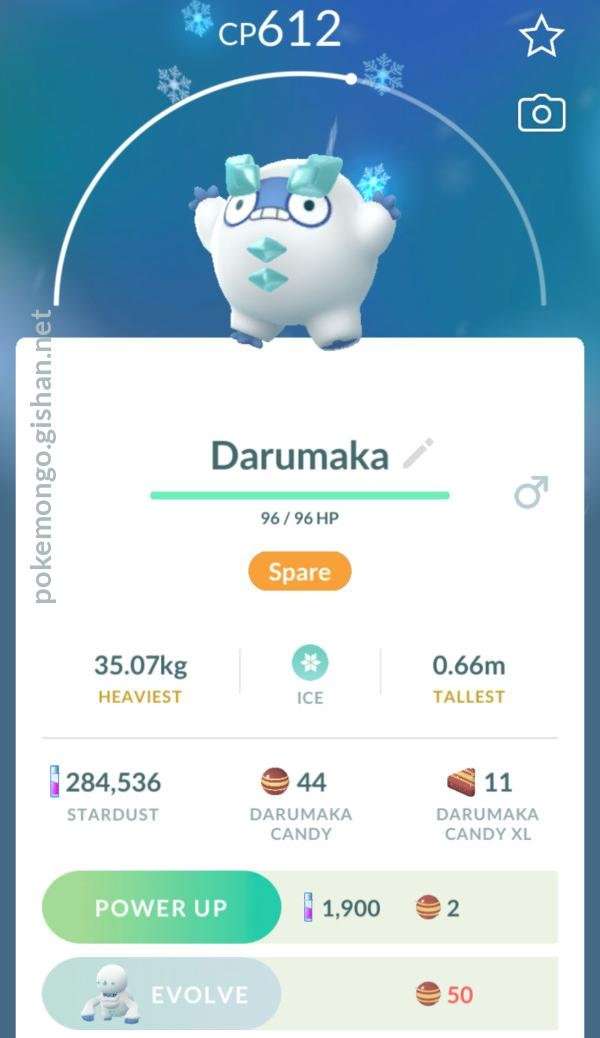 CP612
pokemongo.gishan.net
Darumaka
96 / 96 HP
Spare
35.07kg
HEAVIEST
ICE
0.66m
TALLEST
284,536
STARDUST
44
DARUMAKA
CANDY
11
DARUMAKA
CANDY XL
POWER UP 1,900 2
EVOLVE 50